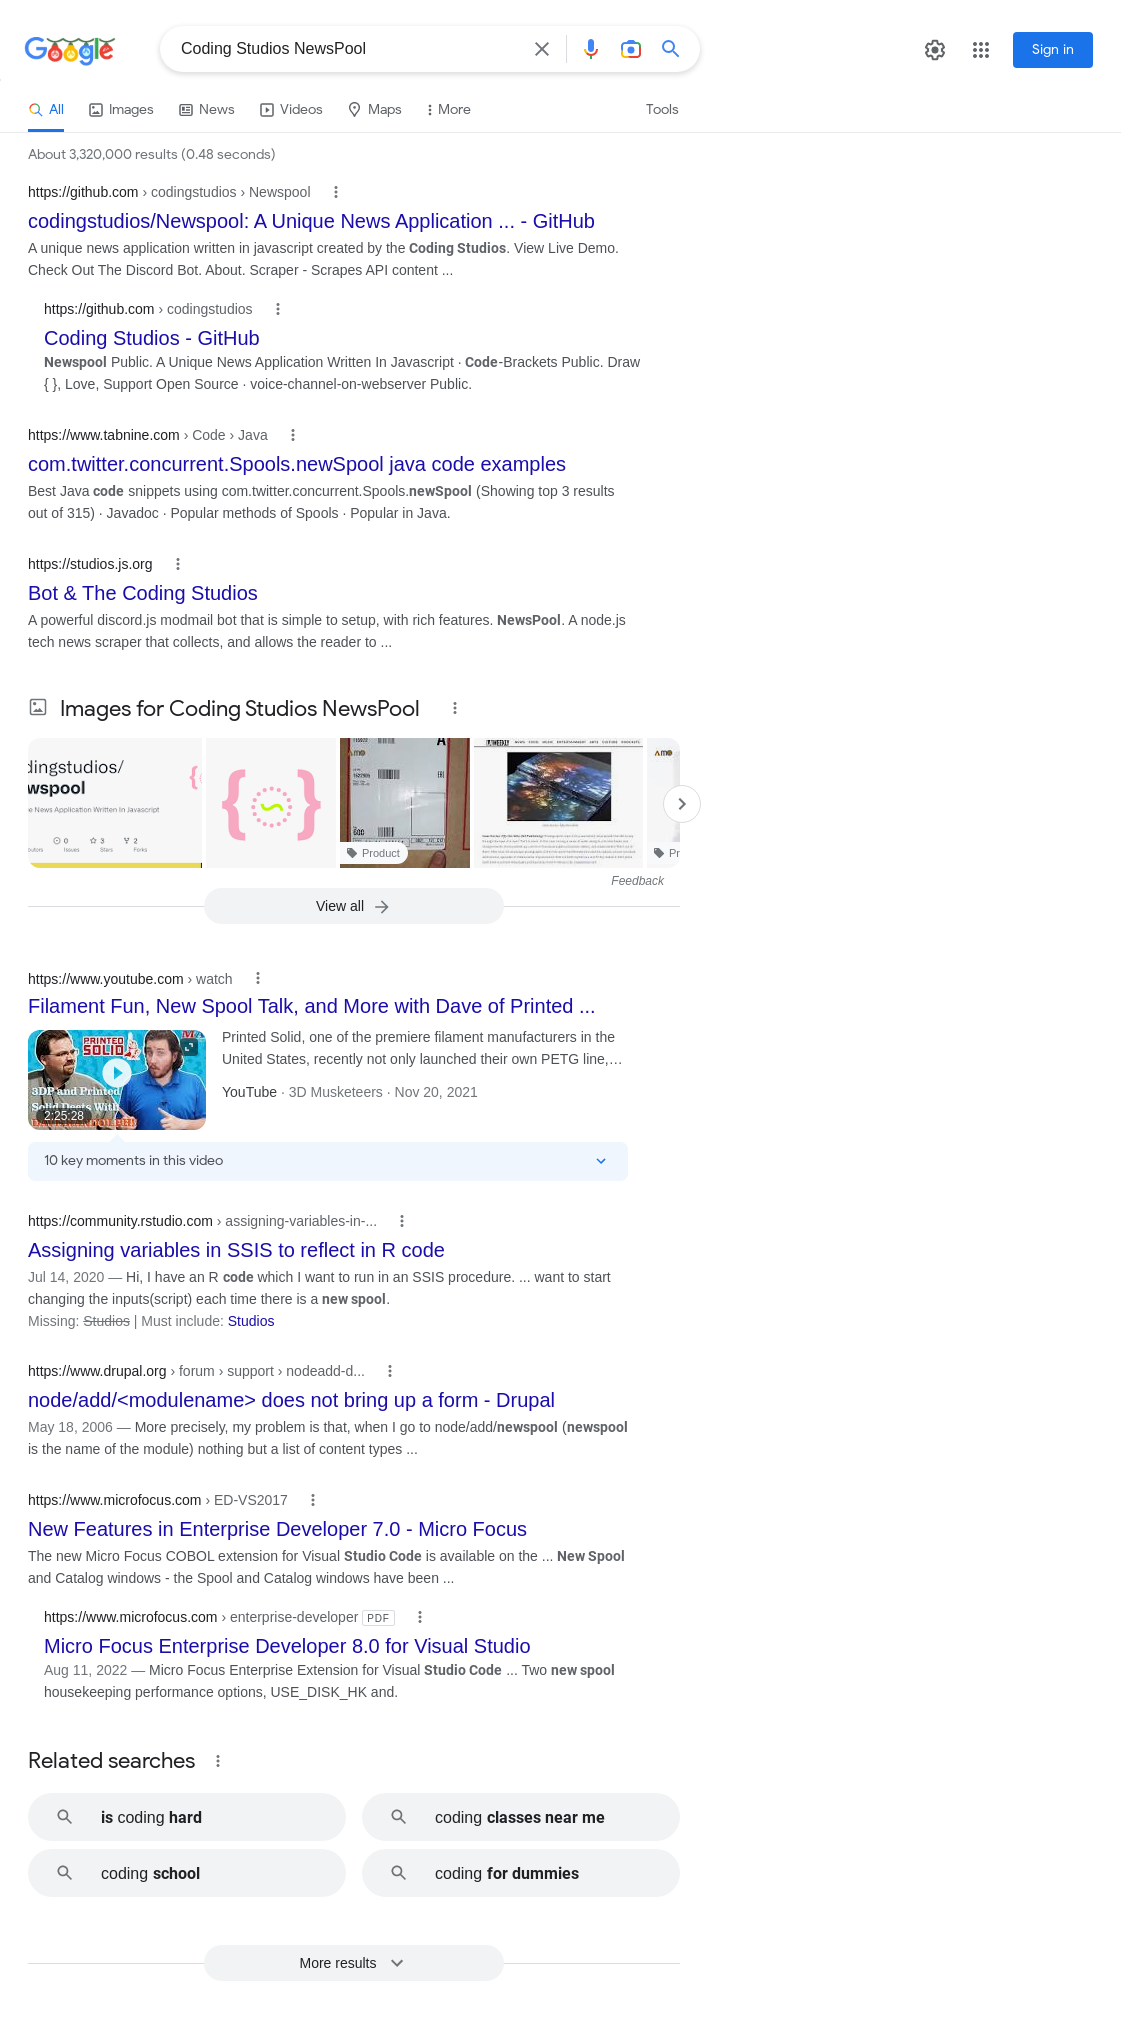 Google
Coding Studios NewsPool
Sign in
All Images News Videos Maps More Tools
About 3,320,000 results (0.48 seconds)
https://github.com › codingstudios › Newspool
codingstudios/Newspool: A Unique News Application ... - GitHub
A unique news application written in javascript created by the Coding Studios. View Live Demo.
Check Out The Discord Bot. About. Scraper - Scrapes API content ...
https://github.com › codingstudios
Coding Studios - GitHub
Newspool Public. A Unique News Application Written In Javascript · Code-Brackets Public. Draw
{ }, Love, Support Open Source · voice-channel-on-webserver Public.
https://www.tabnine.com › Code › Java
com.twitter.concurrent.Spools.newSpool java code examples
Best Java code snippets using com.twitter.concurrent.Spools.newSpool (Showing top 3 results
out of 315) · Javadoc · Popular methods of Spools · Popular in Java.
https://studios.js.org
Bot & The Coding Studios
A powerful discord.js modmail bot that is simple to setup, with rich features. NewsPool. A node.js
tech news scraper that collects, and allows the reader to ...
Images for Coding Studios NewsPool
dingstudios/
wspool
e News Application Written In Javascript
0 3 2
Issues Stars Forks
AMO
A
600
Product
WEEKLY
AMO
Pr
Feedback
View all
https://www.youtube.com › watch
Filament Fun, New Spool Talk, and More with Dave of Printed ...
PRINTED
SOLID
3DP and Printed
Solid Deets With
2:25:28
Printed Solid, one of the premiere filament manufacturers in the
United States, recently not only launched their own PETG line,...
YouTube · 3D Musketeers · Nov 20, 2021
10 key moments in this video
https://community.rstudio.com › assigning-variables-in-...
Assigning variables in SSIS to reflect in R code
Jul 14, 2020 — Hi, I have an R code which I want to run in an SSIS procedure. ... want to start
changing the inputs(script) each time there is a new spool.
Missing: Studios | Must include: Studios
https://www.drupal.org › forum › support › nodeadd-d...
node/add/<modulename> does not bring up a form - Drupal
May 18, 2006 — More precisely, my problem is that, when I go to node/add/newspool (newspool
is the name of the module) nothing but a list of content types ...
https://www.microfocus.com › ED-VS2017
New Features in Enterprise Developer 7.0 - Micro Focus
The new Micro Focus COBOL extension for Visual Studio Code is available on the ... New Spool
and Catalog windows - the Spool and Catalog windows have been ...
https://www.microfocus.com › enterprise-developer PDF
Micro Focus Enterprise Developer 8.0 for Visual Studio
Aug 11, 2022 — Micro Focus Enterprise Extension for Visual Studio Code ... Two new spool
housekeeping performance options, USE_DISK_HK and.
Related searches
is coding hard
coding classes near me
coding school
coding for dummies
More results